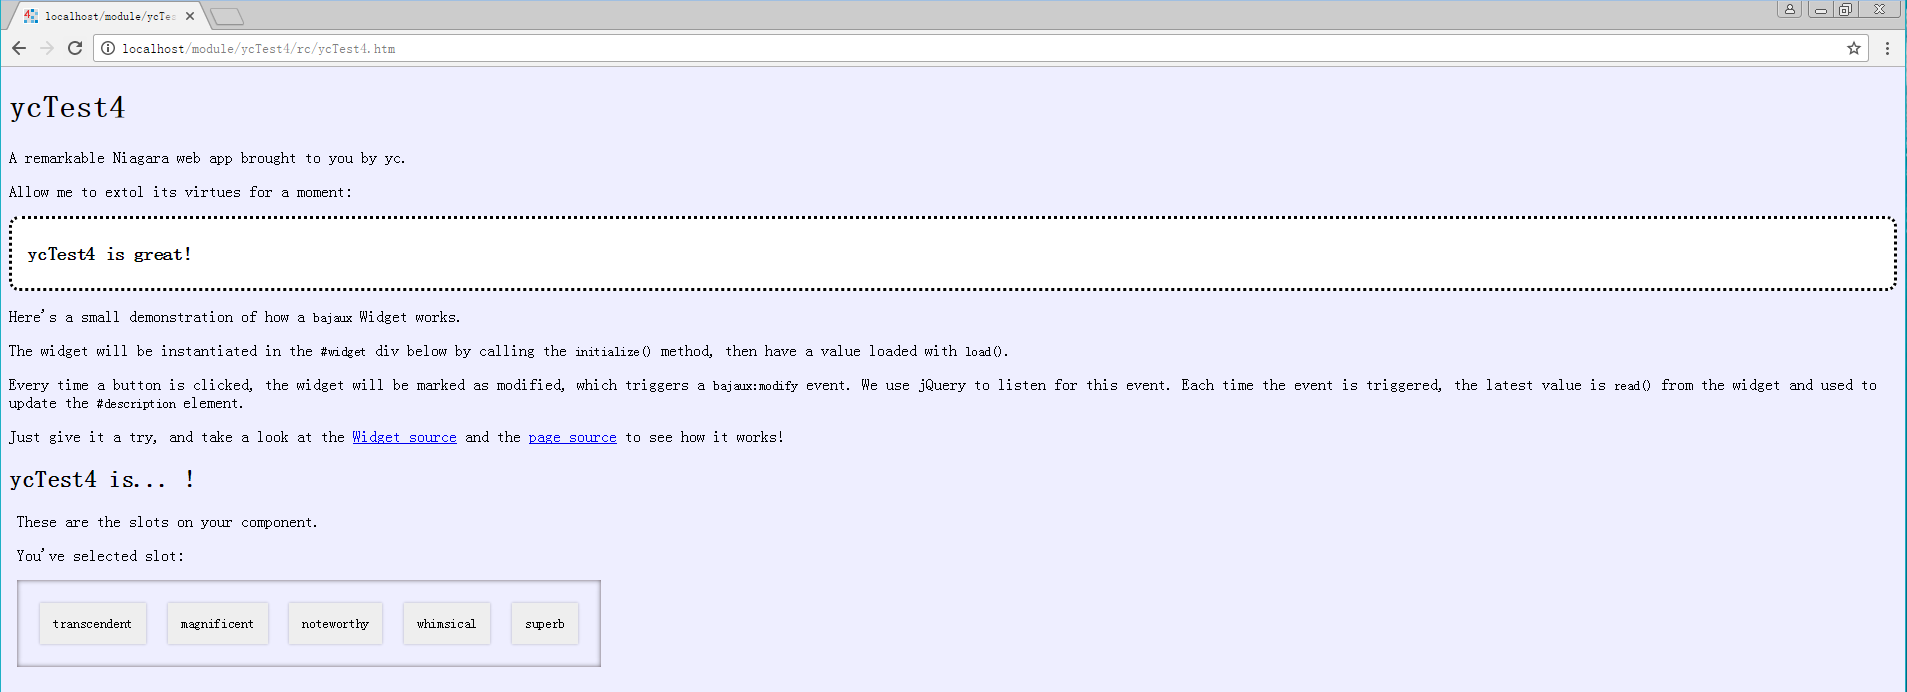 localhost/module/ycTes
localhost/module/ycTest4/rc/ycTest4.htm
ycTest4
A remarkable Niagara web app brought to you by yc.
Allow me to extol its virtues for a moment:
ycTest4 is great!
Here's a small demonstration of how a bajaux Widget works.
The widget will be instantiated in the #widget div below by calling the initialize() method, then have a value loaded with load().
Every time a button is clicked, the widget will be marked as modified, which triggers a bajaux:modify event. We use jQuery to listen for this event. Each time the event is triggered, the latest value is read() from the widget and used to
update the #description element.
Just give it a try, and take a look at the Widget source and the page source to see how it works!
ycTest4 is... !
These are the slots on your component.
You've selected slot:
transcendent magnificent noteworthy whimsical superb